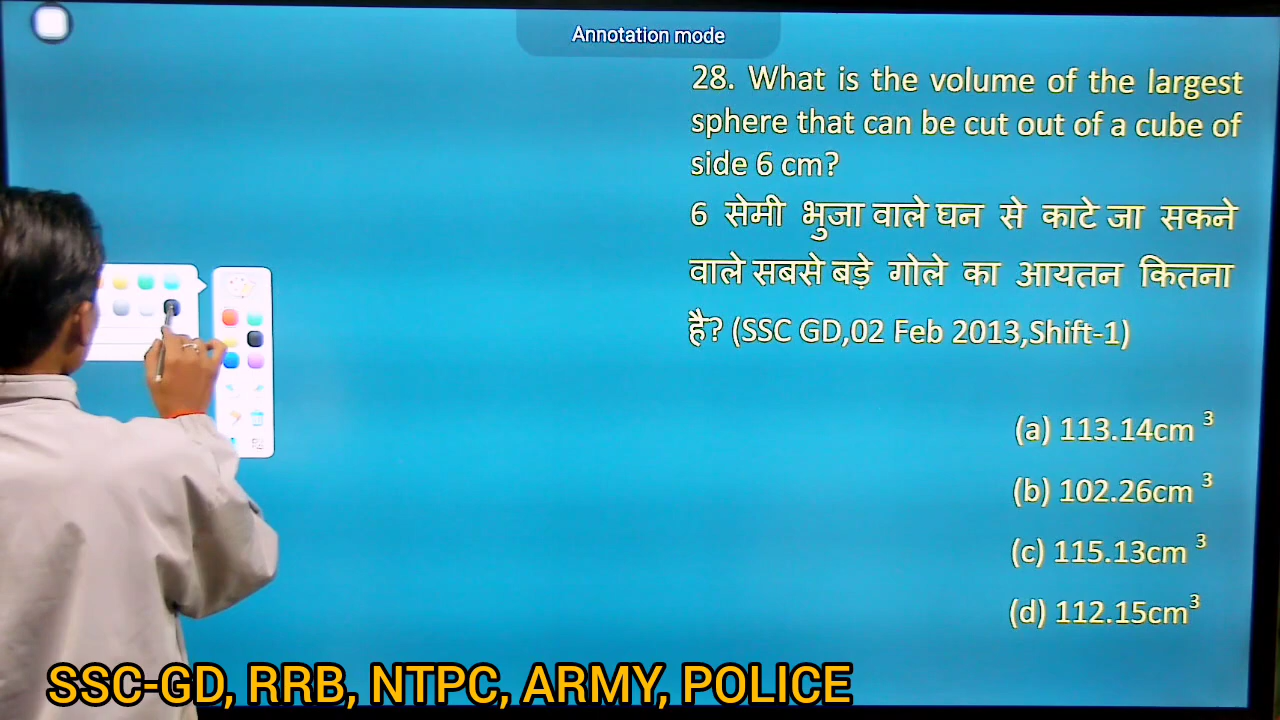 Annotation mode
28. What is the volume of the largest
sphere that can be cut out of a cube of
side 6 cm?
6 सेमी भुजा वाले घन से काटे जा सकने
वाले सबसे बड़े गोले का आयतन कितना
है? (SSC GD,02 Feb 2013,Shift-1)
(a) 113.14cm ³
(b) 102.26cm ³
(c) 115.13cm ³
(d) 112.15cm³
SSC-GD, RRB, NTPC, ARMY, POLICE